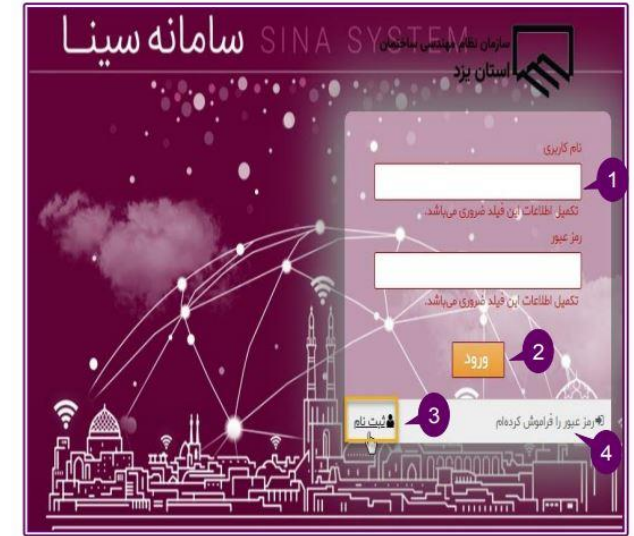 سامانه سینا SINA SYSTEM
سازمان نظام مهندسی ساختمان
استان یزد
نام کاربری
1
تکمیل اطلاعات این فیلد ضروری می‌باشد.
رمز عبور
تکمیل اطلاعات این فیلد ضروری می‌باشد.
ورود
2
رمز عبور را فراموش کرده‌ام
ثبت نام
3
4